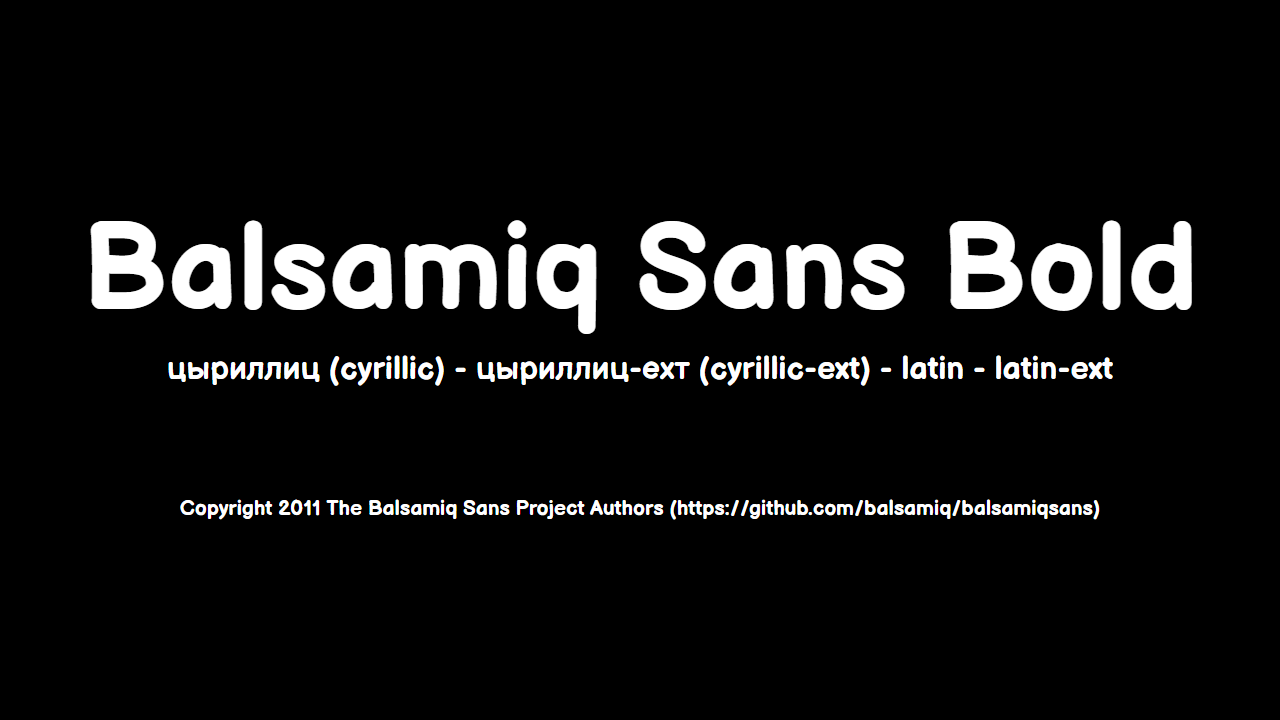 Balsamiq Sans Bold
цыриллиц (cyrillic) - цыриллиц-ехт (cyrillic-ext) - latin - latin-ext
Copyright 2011 The Balsamiq Sans Project Authors (https://github.com/balsamiq/balsamiqsans)